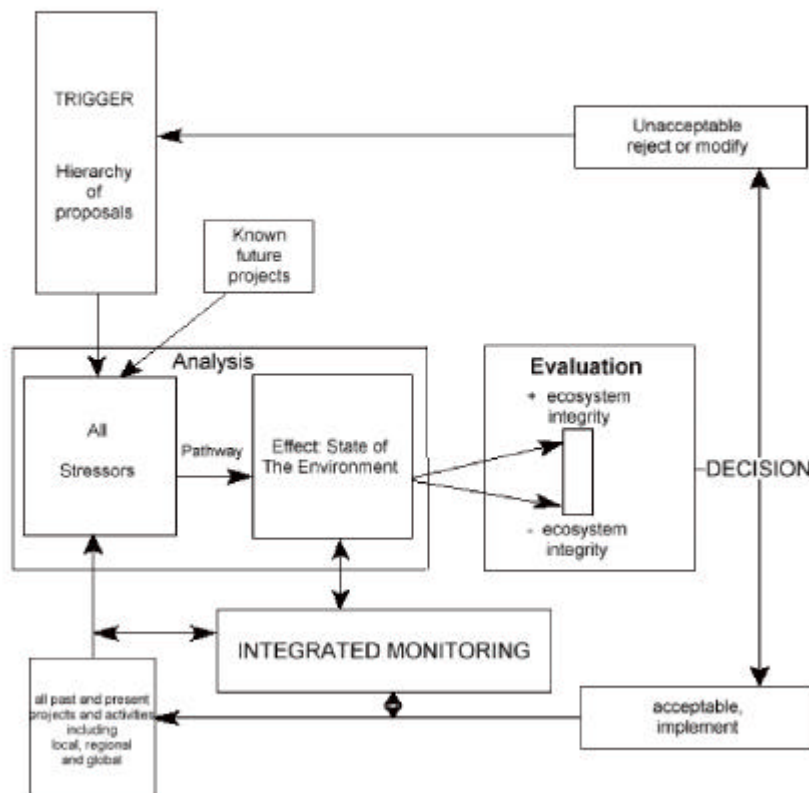 TRIGGER
Hierarchy
of
proposals
Unacceptable
reject or modify
Known
future
projects
Analysis
All
Stressors
Pathway
Effect: State of
The Environment
Evaluation
+ ecosystem
integrity
- ecosystem
integrity
DECISION
INTEGRATED MONITORING
all past and present
projects and activities
including
local, regional
and global
acceptable,
implement